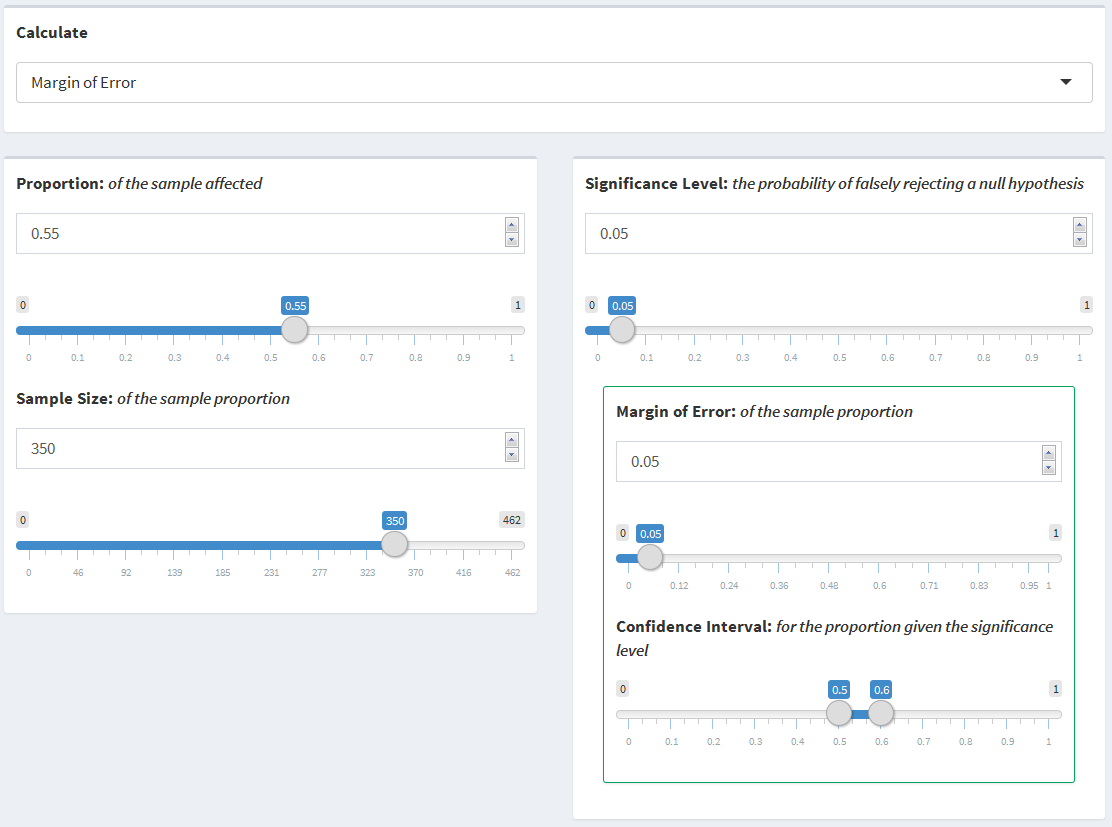 Calculate
Margin of Error
Proportion: of the sample affected
0.55
0 0.55 1
0 0.1 0.2 0.3 0.4 0.5 0.6 0.7 0.8 0.9 1
Sample Size: of the sample proportion
350
0 350 462
0 46 92 139 185 231 277 323 370 416 462
Significance Level: the probability of falsely rejecting a null hypothesis
0.05
0 0.05 1
0 0.1 0.2 0.3 0.4 0.5 0.6 0.7 0.8 0.9 1
Margin of Error: of the sample proportion
0.05
0 0.05 1
0 0.12 0.24 0.36 0.48 0.6 0.71 0.83 0.95 1
Confidence Interval: for the proportion given the significance
level
0 0.5 0.6 1
0 0.1 0.2 0.3 0.4 0.5 0.6 0.7 0.8 0.9 1